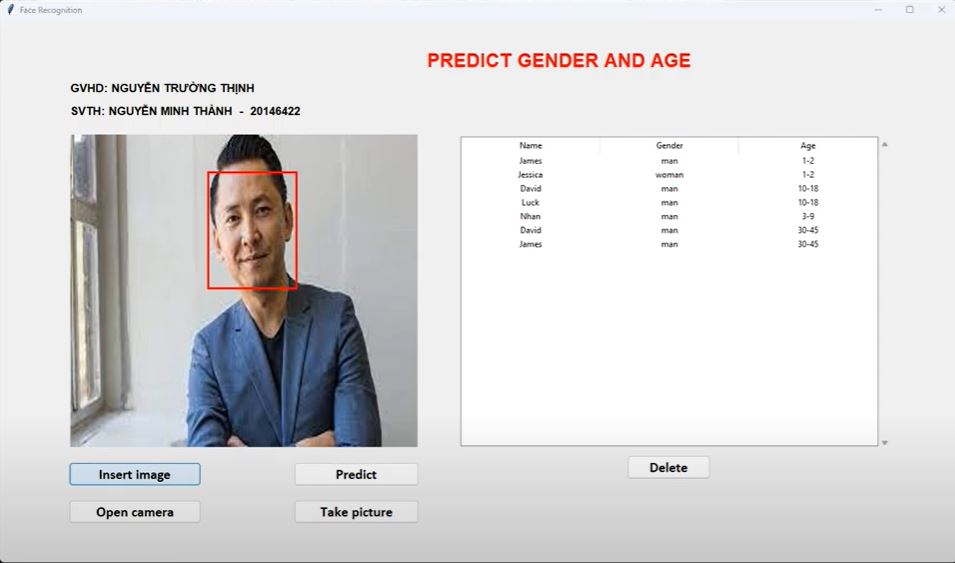 Face Recognition
PREDICT GENDER AND AGE
GVHD: NGUYỄN TRƯỜNG THỊNH
SVTH: NGUYỄN MINH THÀNH - 20146422
Name Gender Age
James man 1-2
Jessica woman 1-2
David man 10-18
Luck man 10-18
Nhan man 3-9
David man 30-45
James man 30-45
Insert image Predict Delete
Open camera Take picture